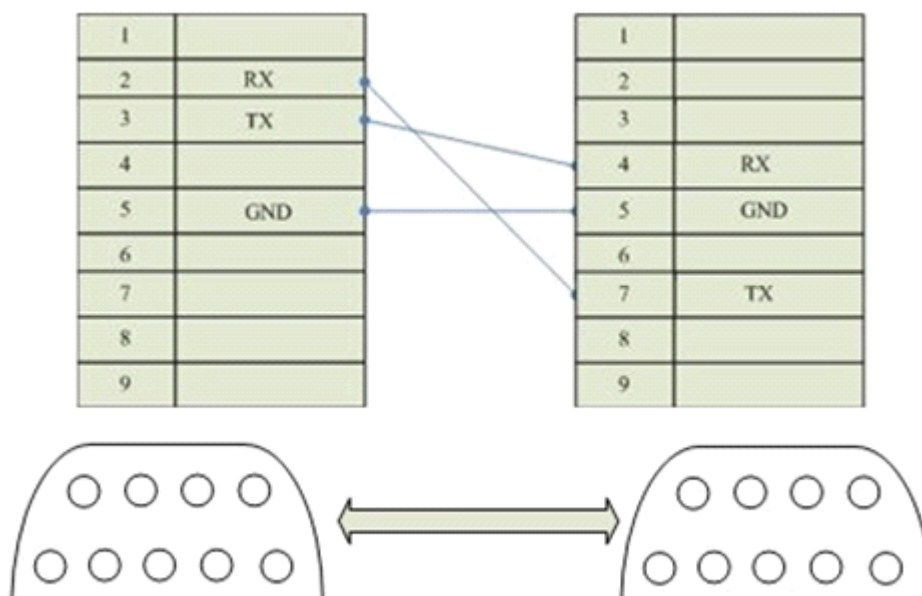 1 1
2 RX 2
3 TX 3
4 4 RX
5 GND 5 GND
6 6
7 7 TX
8 8
9 9